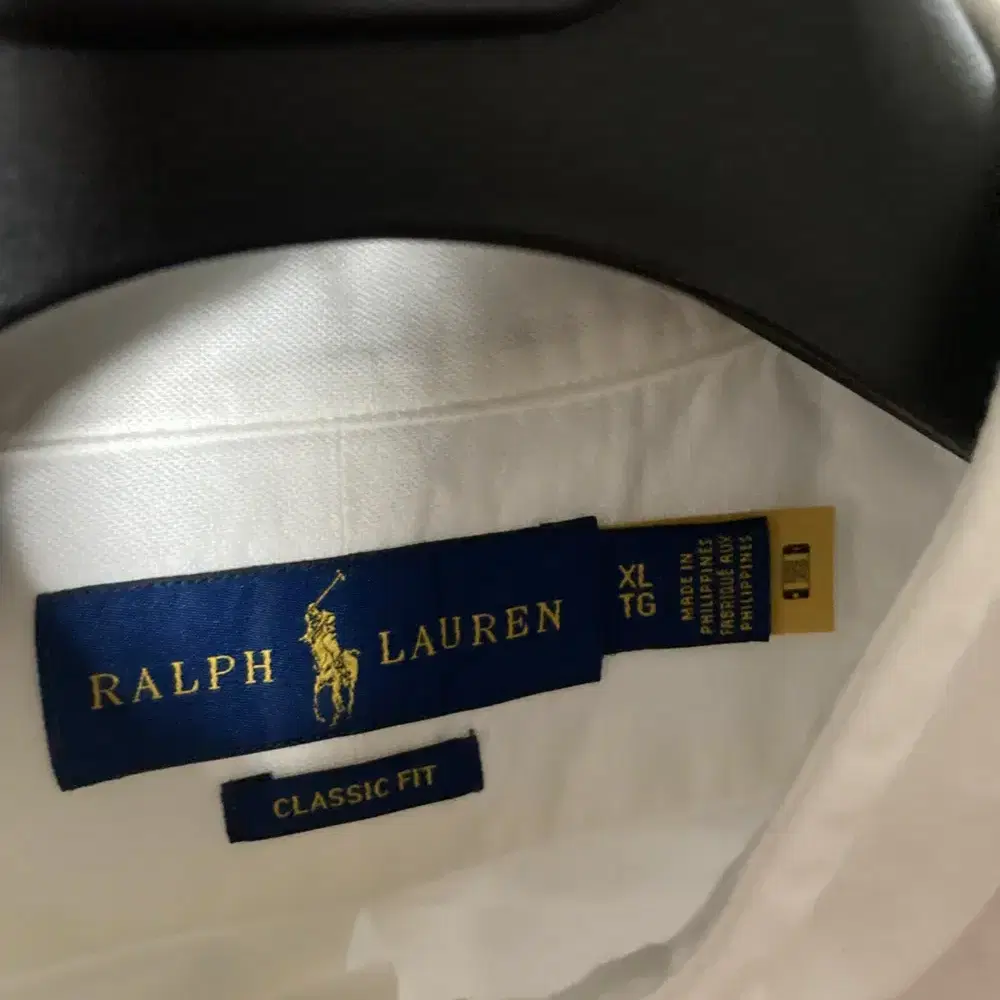 RALPH LAUREN
XL
TG
MADE IN
PHILIPPINES
FABRIQUÉ AUX
PHILIPPINES
CLASSIC FIT